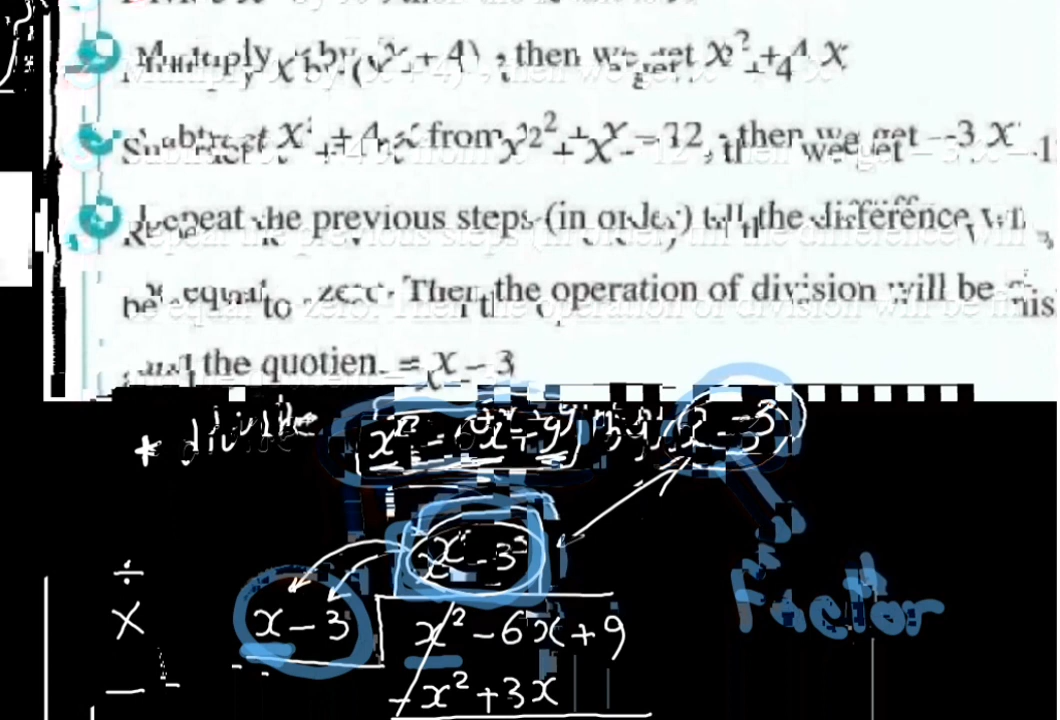 Multiply x by (x + 4), then we get x² + 4x
Subtract x² + 4x from x² + x - 12, then we get -3x - 1
Repeat the previous steps (in order) till the difference will
be equal to zero. Then the operation of division will be finis
and the quotient = x - 3
* divide (x² - 6x + 9) by (x - 3)
x - 3
÷ x - 3 x² - 6x + 9
× - x² + 3x
−
Factor